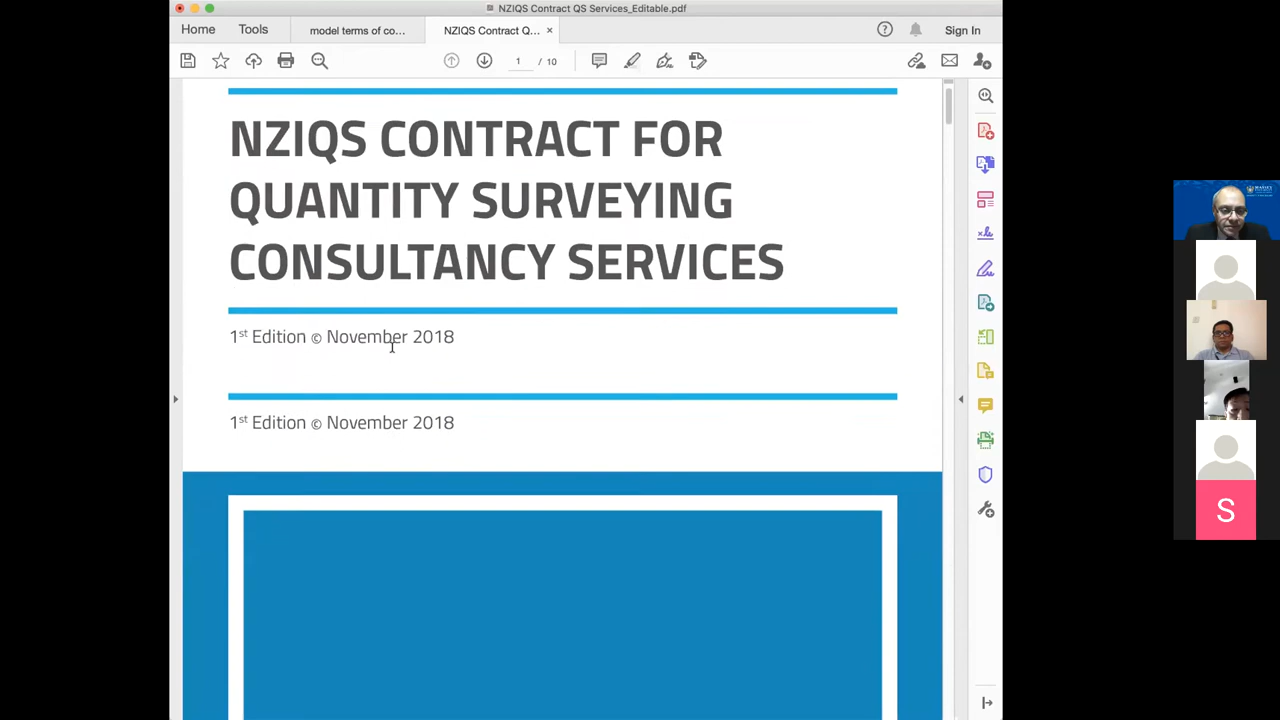 NZIQS Contract QS Services_Editable.pdf
Home Tools model terms of co... NZIQS Contract Q... × Sign In
1 / 10
NZIQS CONTRACT FOR
QUANTITY SURVEYING
CONSULTANCY SERVICES
1st Edition © November 2018
1st Edition © November 2018
S